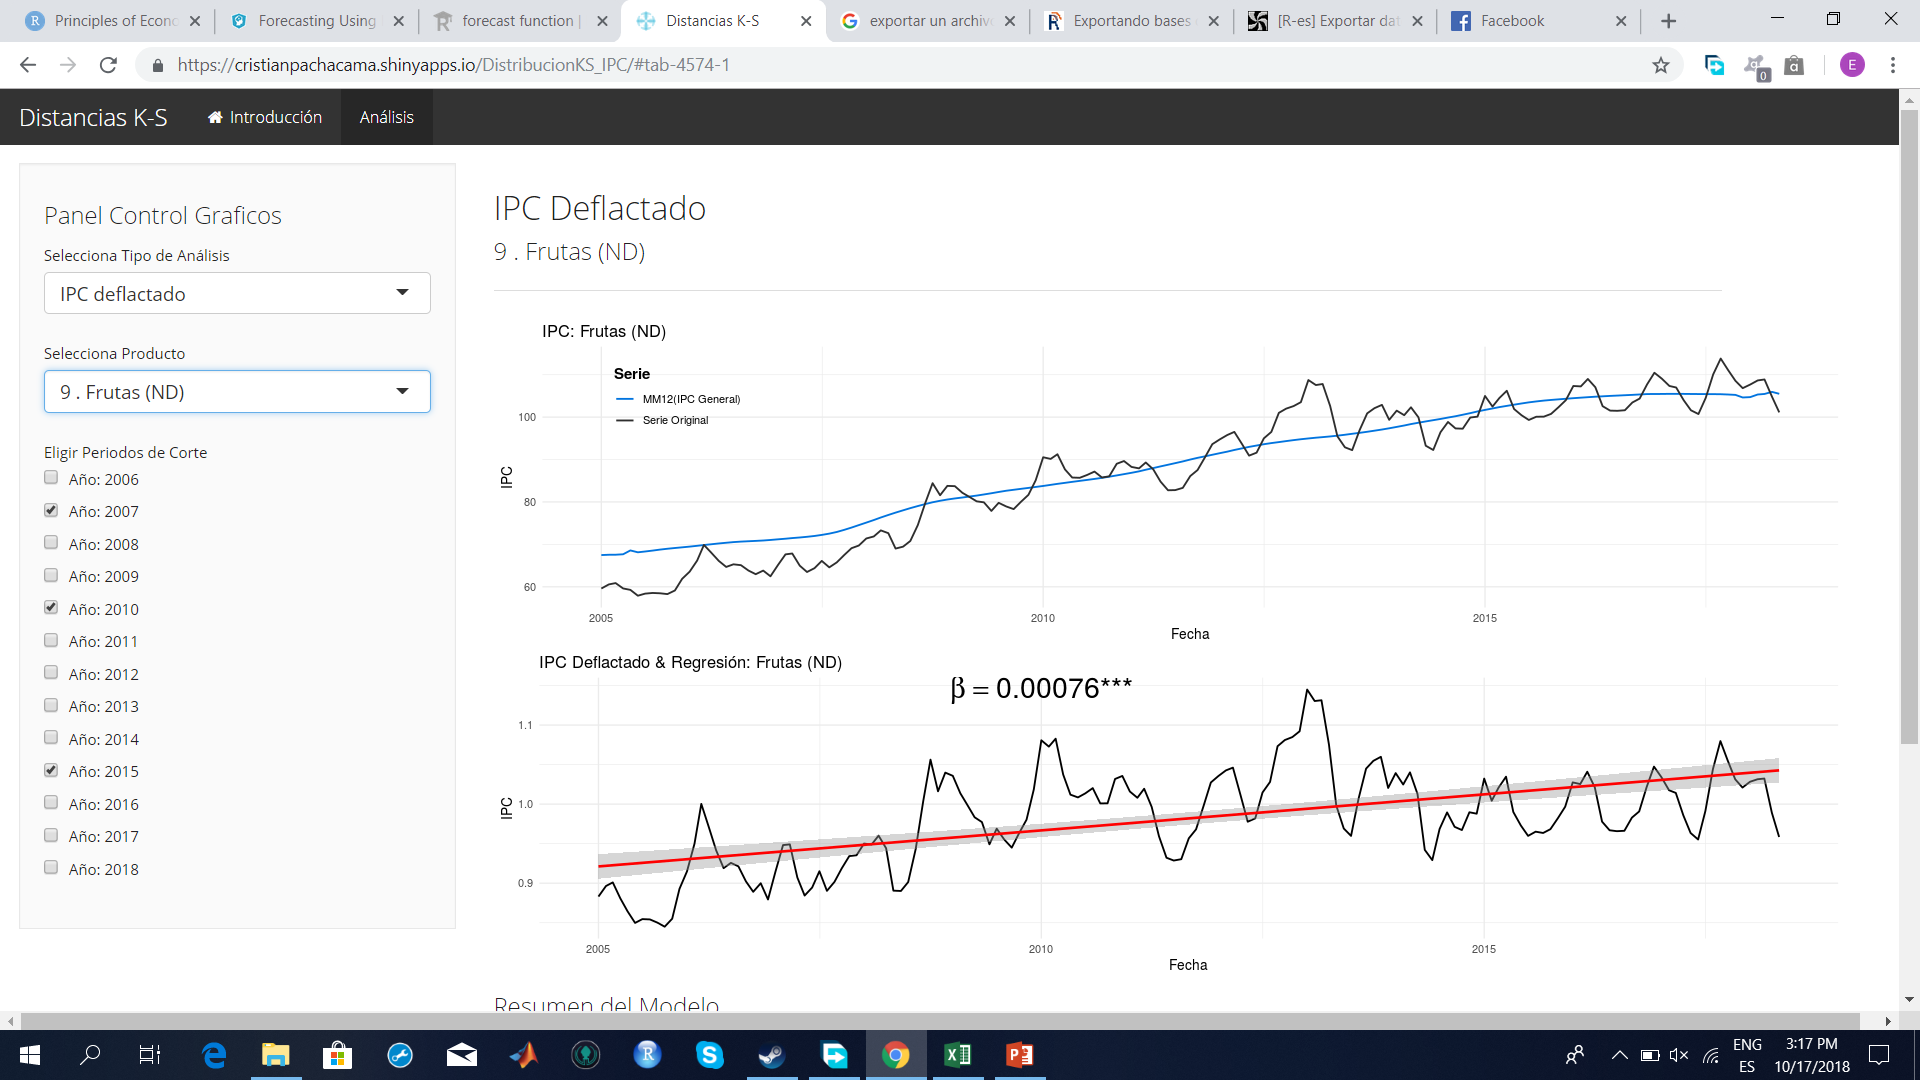 Principles of Econo
Forecasting Using
forecast function |
Distancias K-S
exportar un archivo
Exportando bases
[R-es] Exportar dat
Facebook
https://cristianpachacama.shinyapps.io/DistribucionKS_IPC/#tab-4574-1
0
a
E
Distancias K-S
Introducción
Análisis
Panel Control Graficos
Selecciona Tipo de Análisis
IPC deflactado
Selecciona Producto
9 . Frutas (ND)
Eligir Periodos de Corte
Año: 2006
Año: 2007
Año: 2008
Año: 2009
Año: 2010
Año: 2011
Año: 2012
Año: 2013
Año: 2014
Año: 2015
Año: 2016
Año: 2017
Año: 2018
IPC Deflactado
9 . Frutas (ND)
IPC: Frutas (ND)
Serie
MM12(IPC General)
Serie Original
IPC
100
80
60
2005
2010
2015
Fecha
IPC Deflactado & Regresión: Frutas (ND)
β = 0.00076***
IPC
1.1
1.0
0.9
2005
2010
2015
Fecha
Resumen del Modelo
ENG
ES
3:17 PM
10/17/2018